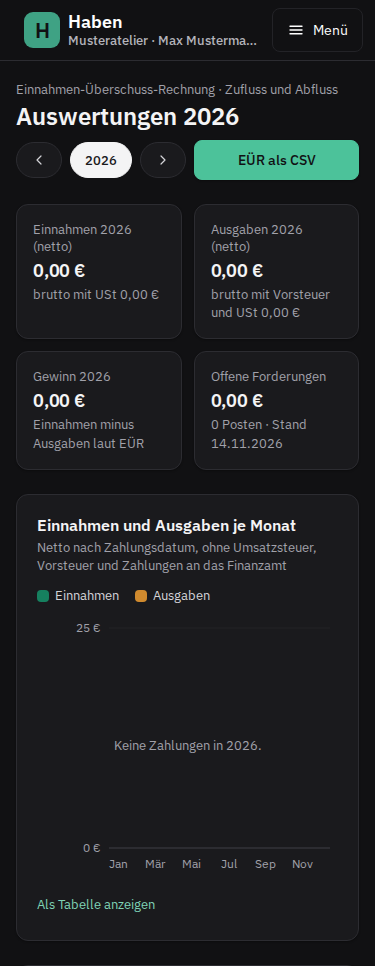 H
Haben
Musteratelier · Max Musterma...
Menü
Einnahmen-Überschuss-Rechnung · Zufluss und Abfluss
Auswertungen 2026
2026
EÜR als CSV
Einnahmen 2026
(netto)
0,00 €
brutto mit USt 0,00 €
Ausgaben 2026
(netto)
0,00 €
brutto mit Vorsteuer
und USt 0,00 €
Gewinn 2026
0,00 €
Einnahmen minus
Ausgaben laut EÜR
Offene Forderungen
0,00 €
0 Posten · Stand
14.11.2026
Einnahmen und Ausgaben je Monat
Netto nach Zahlungsdatum, ohne Umsatzsteuer,
Vorsteuer und Zahlungen an das Finanzamt
Einnahmen
Ausgaben
25 €
Keine Zahlungen in 2026.
0 €
Jan Mär Mai Jul Sep Nov
Als Tabelle anzeigen